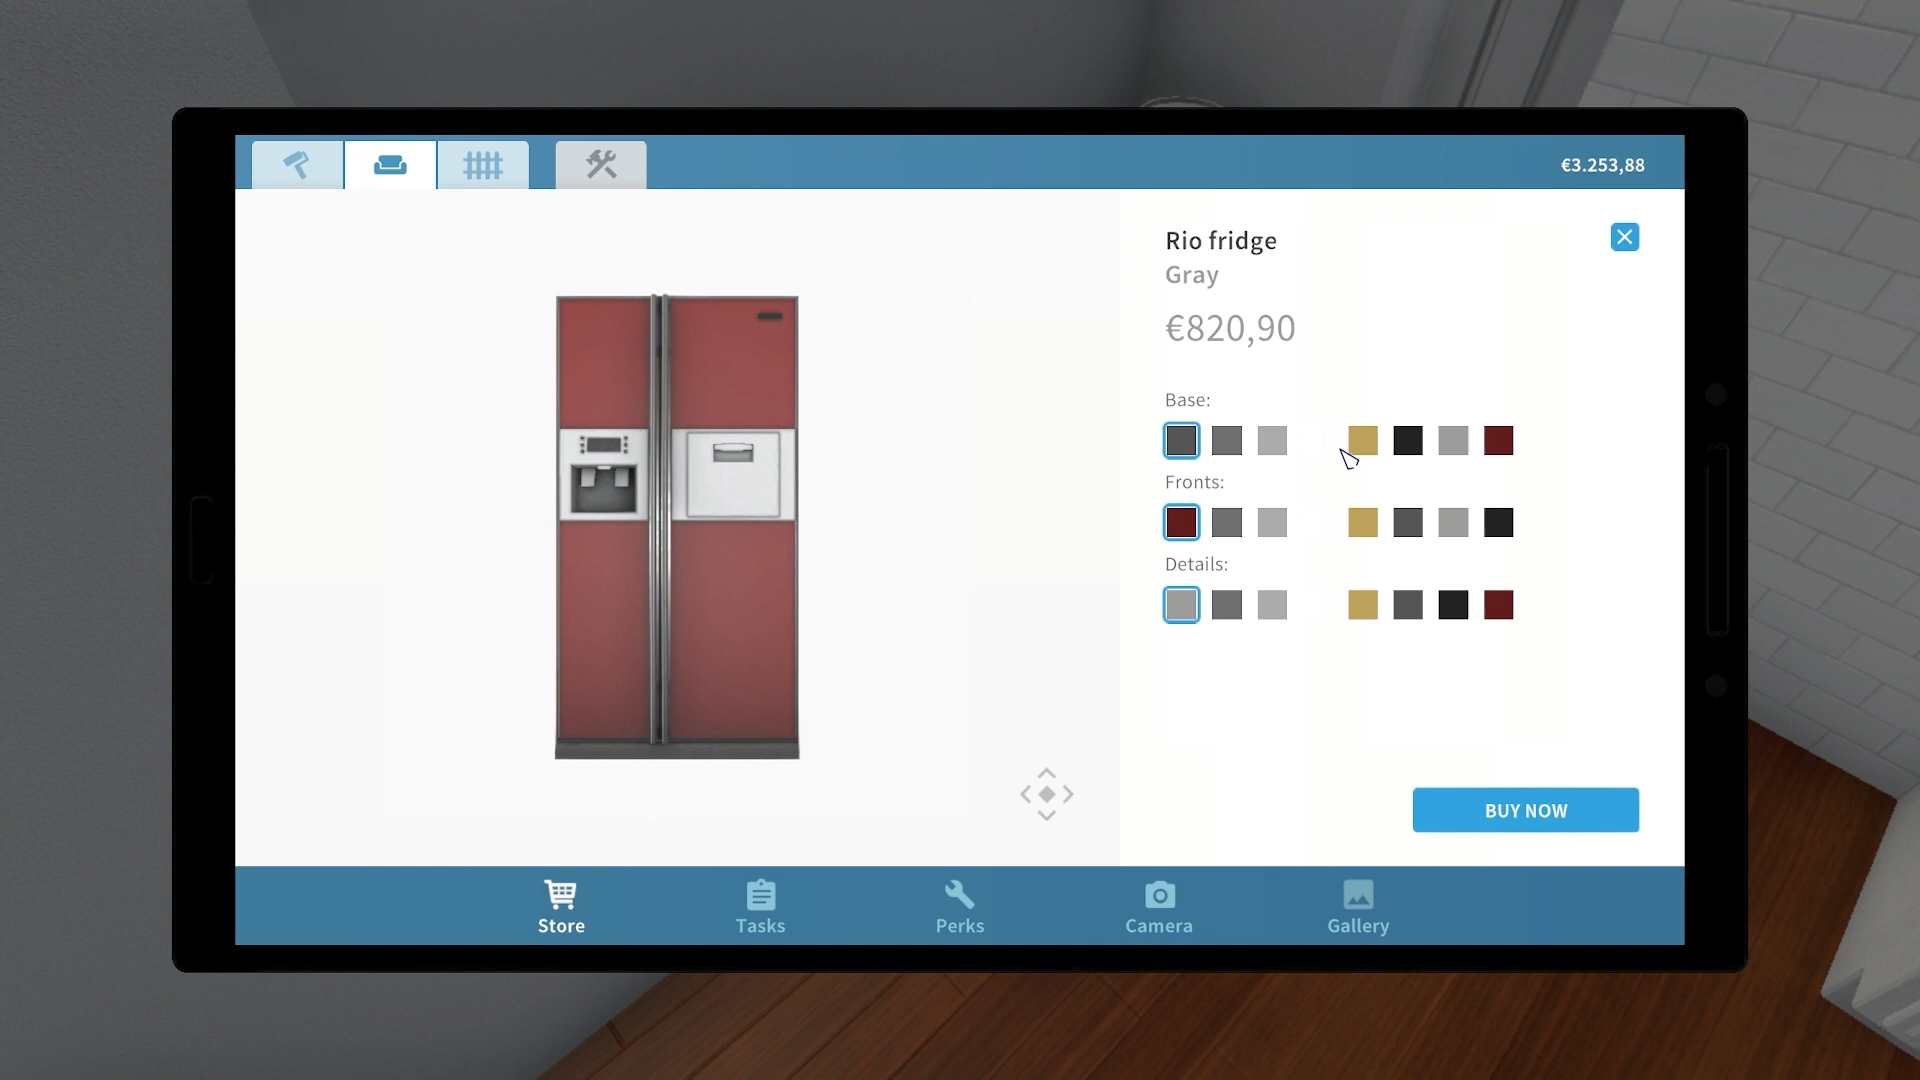 €3.253,88
Rio fridge
Gray
€820,90
Base:
Fronts:
Details:
BUY NOW
Store
Tasks
Perks
Camera
Gallery